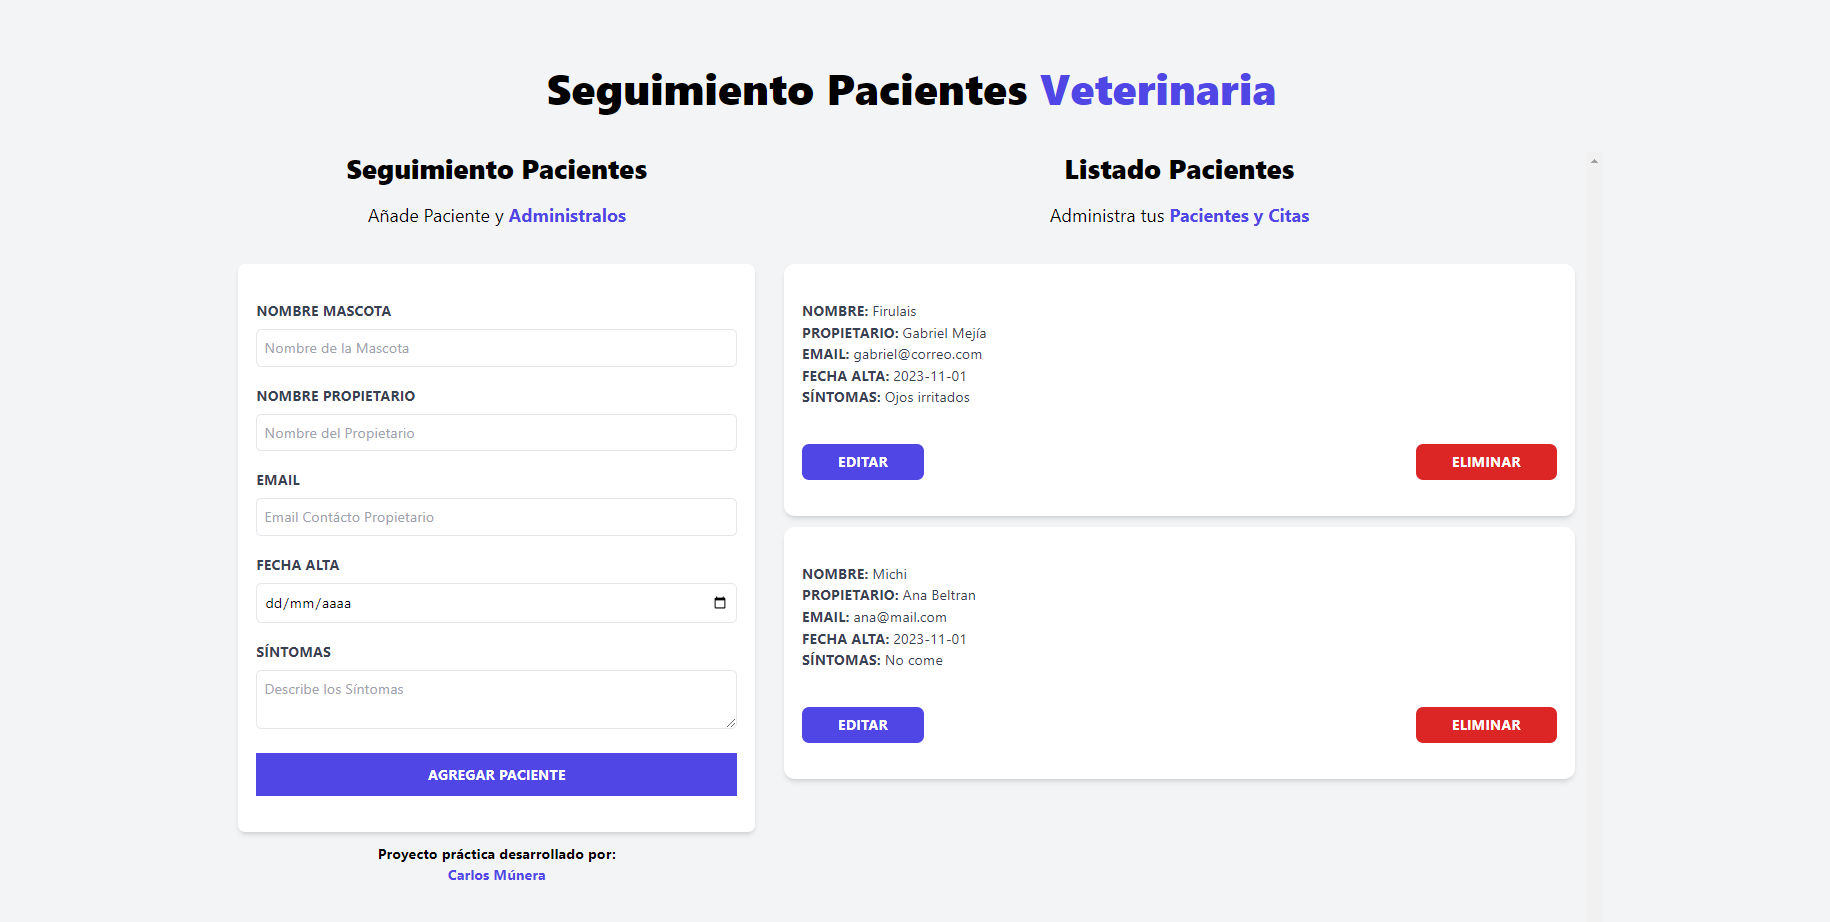 Seguimiento Pacientes Veterinaria
Seguimiento Pacientes
Añade Paciente y Administralos
NOMBRE MASCOTA
Nombre de la Mascota
NOMBRE PROPIETARIO
Nombre del Propietario
EMAIL
Email Contácto Propietario
FECHA ALTA
dd/mm/aaaa
SÍNTOMAS
Describe los Síntomas
AGREGAR PACIENTE
Proyecto práctica desarrollado por:
Carlos Múnera
Listado Pacientes
Administra tus Pacientes y Citas
NOMBRE: Firulais
PROPIETARIO: Gabriel Mejía
EMAIL: gabriel@correo.com
FECHA ALTA: 2023-11-01
SÍNTOMAS: Ojos irritados
EDITAR
ELIMINAR
NOMBRE: Michi
PROPIETARIO: Ana Beltran
EMAIL: ana@mail.com
FECHA ALTA: 2023-11-01
SÍNTOMAS: No come
EDITAR
ELIMINAR